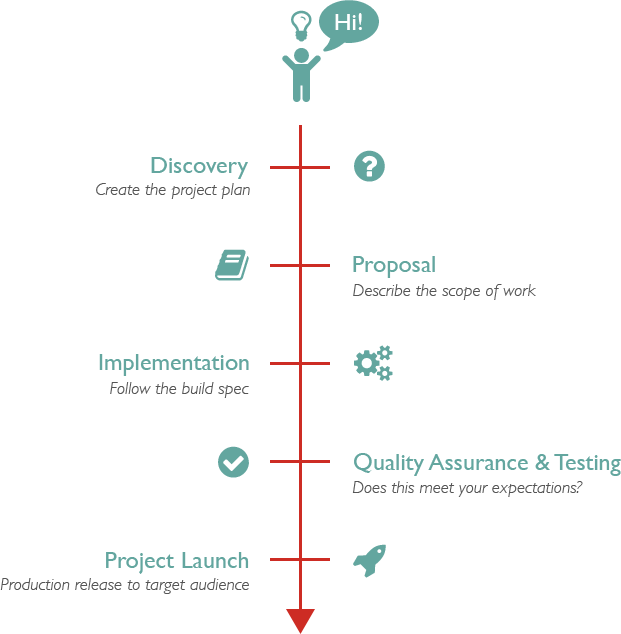 Hi!
Discovery
Create the project plan
Proposal
Describe the scope of work
Implementation
Follow the build spec
Quality Assurance & Testing
Does this meet your expectations?
Project Launch
Production release to target audience